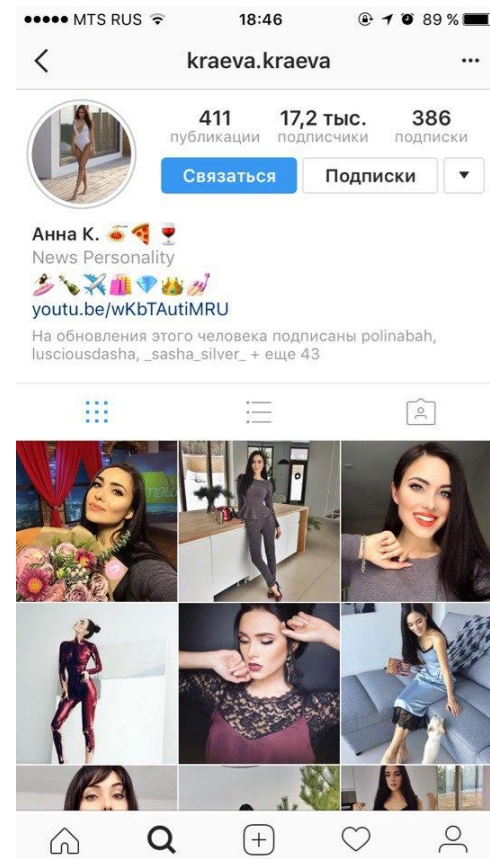 MTS RUS 18:46 89 %
kraeva.kraeva
411 17,2 тыс. 386
публикации подписчики подписки
Связаться Подписки
Анна К.
News Personality
youtu.be/wKbTAutiMRU
На обновления этого человека подписаны polinabah,
lusciousdasha, _sasha_silver_ + еще 43